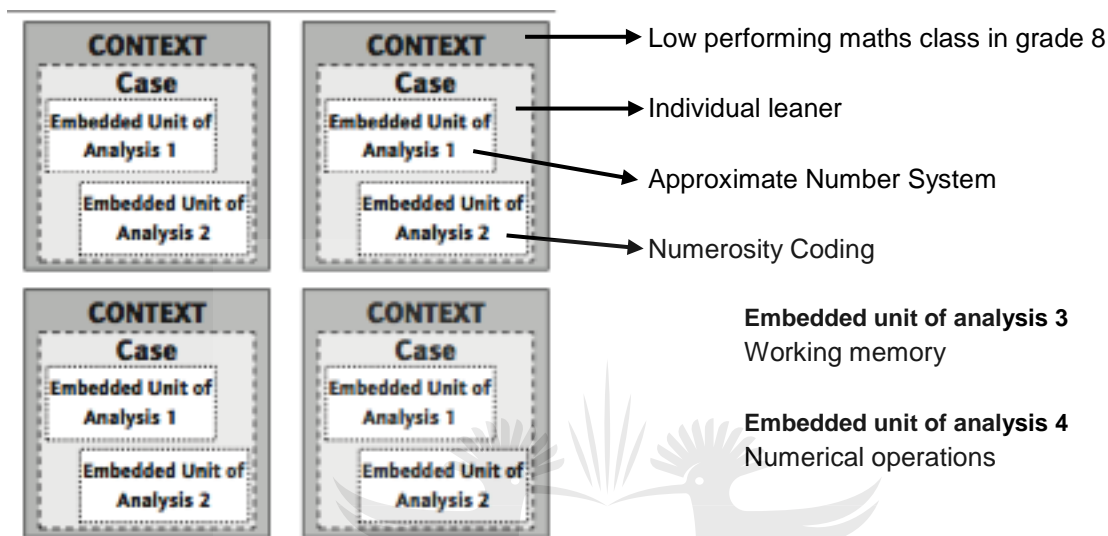 CONTEXT
Case
Embedded Unit of
Analysis 1
Embedded Unit of
Analysis 2
CONTEXT
Case
Embedded Unit of
Analysis 1
Embedded Unit of
Analysis 2
Low performing maths class in grade 8
Individual leaner
Approximate Number System
Numerosity Coding
CONTEXT
Case
Embedded Unit of
Analysis 1
Embedded Unit of
Analysis 2
CONTEXT
Case
Embedded Unit of
Analysis 1
Embedded Unit of
Analysis 2
Embedded unit of analysis 3
Working memory
Embedded unit of analysis 4
Numerical operations